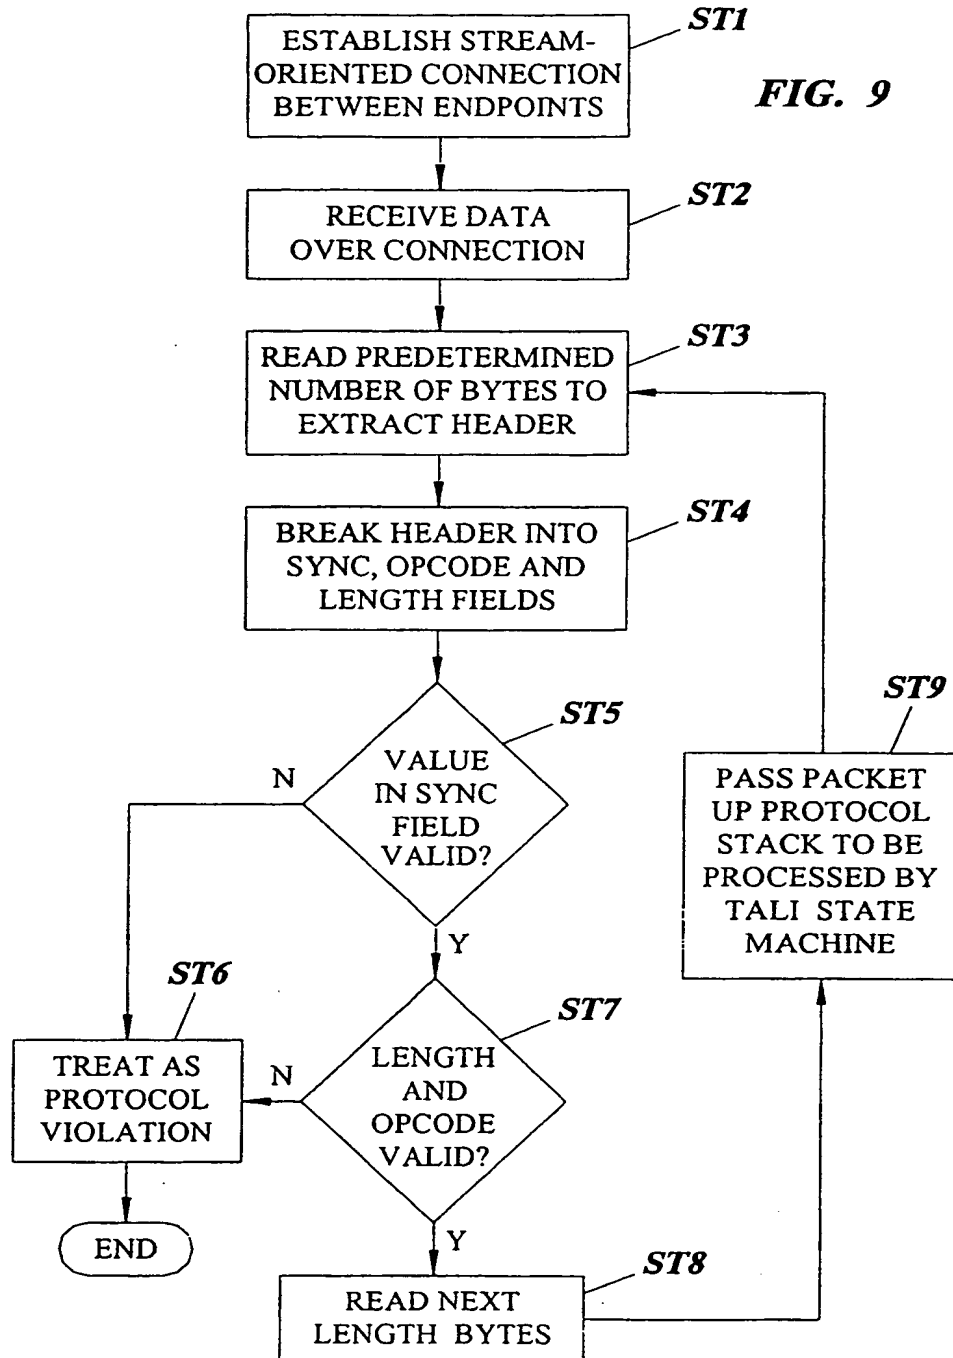 ST1
ESTABLISH STREAM-
ORIENTED CONNECTION
BETWEEN ENDPOINTS
FIG. 9
ST2
RECEIVE DATA
OVER CONNECTION
ST3
READ PREDETERMINED
NUMBER OF BYTES TO
EXTRACT HEADER
ST4
BREAK HEADER INTO
SYNC, OPCODE AND
LENGTH FIELDS
ST5
VALUE
IN SYNC
FIELD
VALID?
N
Y
ST6
TREAT AS
PROTOCOL
VIOLATION
END
ST7
LENGTH
AND
OPCODE
VALID?
N
Y
ST8
READ NEXT
LENGTH BYTES
ST9
PASS PACKET
UP PROTOCOL
STACK TO BE
PROCESSED BY
TALI STATE
MACHINE